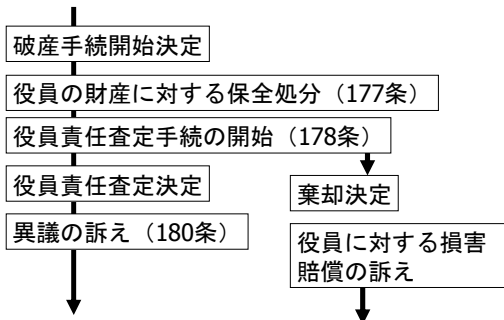 破産手続開始決定
役員の財産に対する保全処分（177条）
役員責任査定手続の開始（178条）
役員責任査定決定
棄却決定
異議の訴え（180条）
役員に対する損害
賠償の訴え